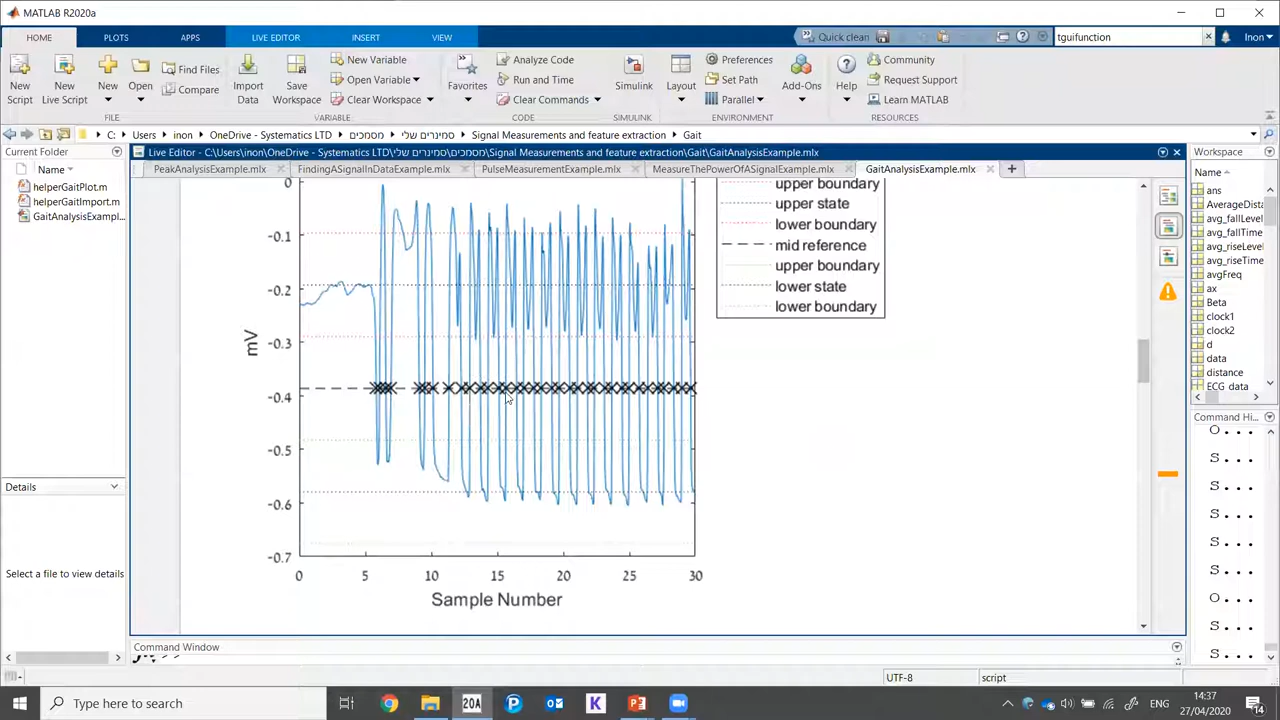 MATLAB R2020a
HOME PLOTS APPS LIVE EDITOR INSERT VIEW Quick clean tguifunction Inon
New Script
New Live Script
New
Open
Find Files
Compare
Import Data
Save Workspace
New Variable
Open Variable
Clear Workspace
Favorites
Analyze Code
Run and Time
Clear Commands
Simulink
Layout
Preferences
Set Path
Parallel
Add-Ons
Help
Community
Request Support
Learn MATLAB
FILE VARIABLE CODE SIMULINK ENVIRONMENT RESOURCES
C: Users inon OneDrive - Systematics LTD מסמכים סמינרים שלי Signal Measurements and feature extraction Gait
Current Folder
Name
helperGaitPlot.m
helperGaitImport.m
GaitAnalysisExampl...
Details
Select a file to view details
Live Editor - C:\Users\inon\OneDrive - Systematics LTD\מסמכים\סמינרים שלי\Signal Measurements and feature extraction\Gait\GaitAnalysisExample.mlx
PeakAnalysisExample.mlx FindingASignalInDataExample.mlx PulseMeasurementExample.mlx MeasureThePowerOfASignalExample.mlx GaitAnalysisExample.mlx
0
-0.1
-0.2
-0.3
-0.4
-0.5
-0.6
-0.7
mV
0 5 10 15 20 25 30
Sample Number
upper boundary
upper state
lower boundary
mid reference
upper boundary
lower state
lower boundary
Workspace
Name
ans
AverageDista
avg_fallLevel
avg_fallTime
avg_riseLevel
avg_riseTime
avgFreq
ax
Beta
clock1
clock2
d
data
distance
ECG_data
Command Hi...
O...
S...
S...
S...
S...
S...
O...
S...
S...
Command Window
UTF-8 script
Type here to search
20A
ENG
14:37
27/04/2020
14